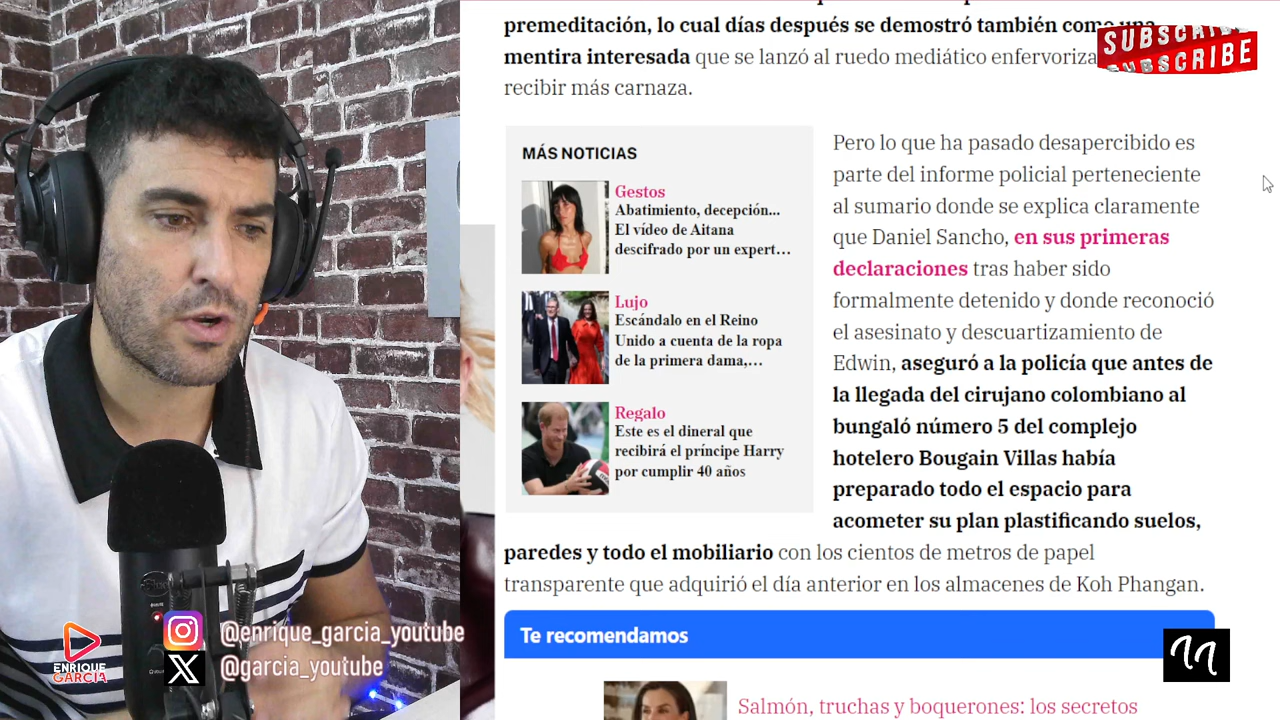 premeditación, lo cual días después se demostró también como una
mentira interesada que se lanzó al ruedo mediático
recibir más carnaza.
SUBSCRIBE
SUBSCRIBE
MÁS NOTICIAS
Gestos
Abatimiento, decepción...
El vídeo de Aitana
descifrado por un expert…
Lujo
Escándalo en el Reino
Unido a cuenta de la ropa
de la primera dama,…
Regalo
Este es el dineral que
recibirá el príncipe Harry
por cumplir 40 años
Pero lo que ha pasado desapercibido es
parte del informe policial perteneciente
al sumario donde se explica claramente
que Daniel Sancho, en sus primeras
declaraciones tras haber sido
formalmente detenido y donde reconoció
el asesinato y descuartizamiento de
Edwin, aseguró a la policía que antes de
la llegada del cirujano colombiano al
bungaló número 5 del complejo
hotelero Bougain Villas había
preparado todo el espacio para
acometer su plan plastificando suelos,
paredes y todo el mobiliario con los cientos de metros de papel
transparente que adquirió el día anterior en los almacenes de Koh Phangan.
Te recomendamos
Salmón, truchas y boquerones: los secretos
ENRIQUE
GARCIA
@enrique_garcia_youtube
@garcia_youtube